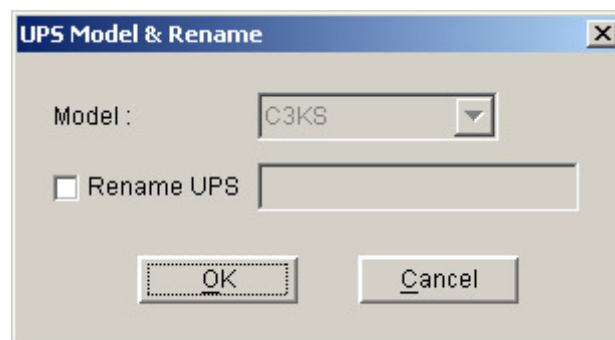 UPS Model & Rename
Model : C3KS
Rename UPS
OK Cancel